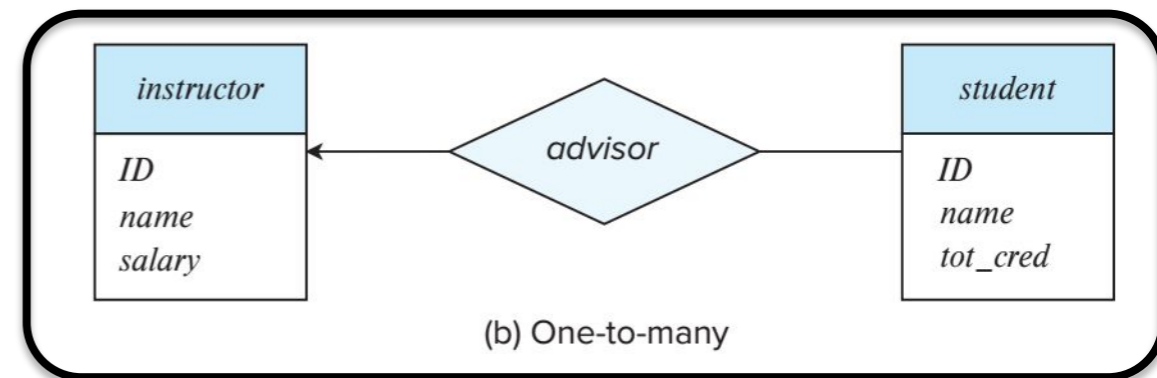 instructor
ID
name
salary
advisor
student
ID
name
tot_cred
(b) One-to-many